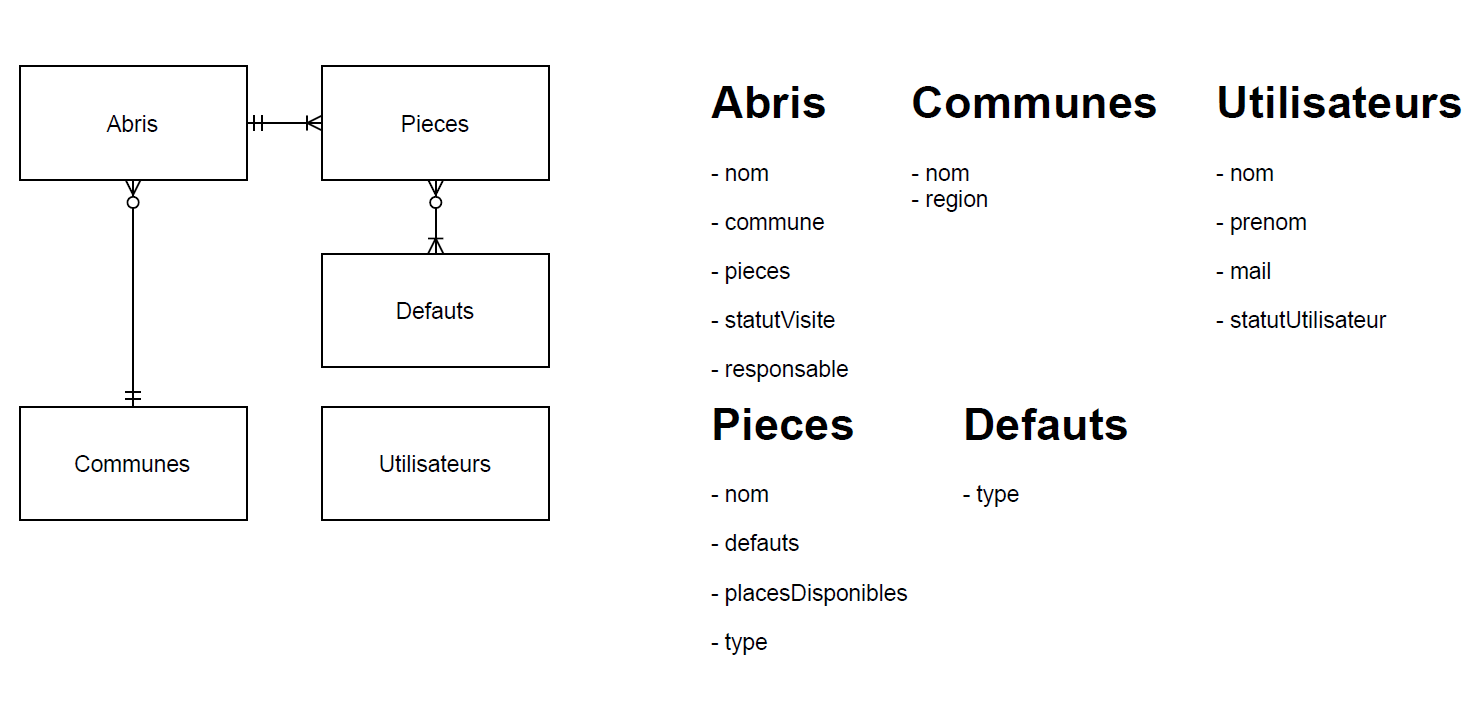 Abris
Pieces
Defauts
Communes
Utilisateurs
Abris
- nom
- commune
- pieces
- statutVisite
- responsable
Communes
- nom
- region
Utilisateurs
- nom
- prenom
- mail
- statutUtilisateur
Pieces
- nom
- defauts
- placesDisponibles
- type
Defauts
- type